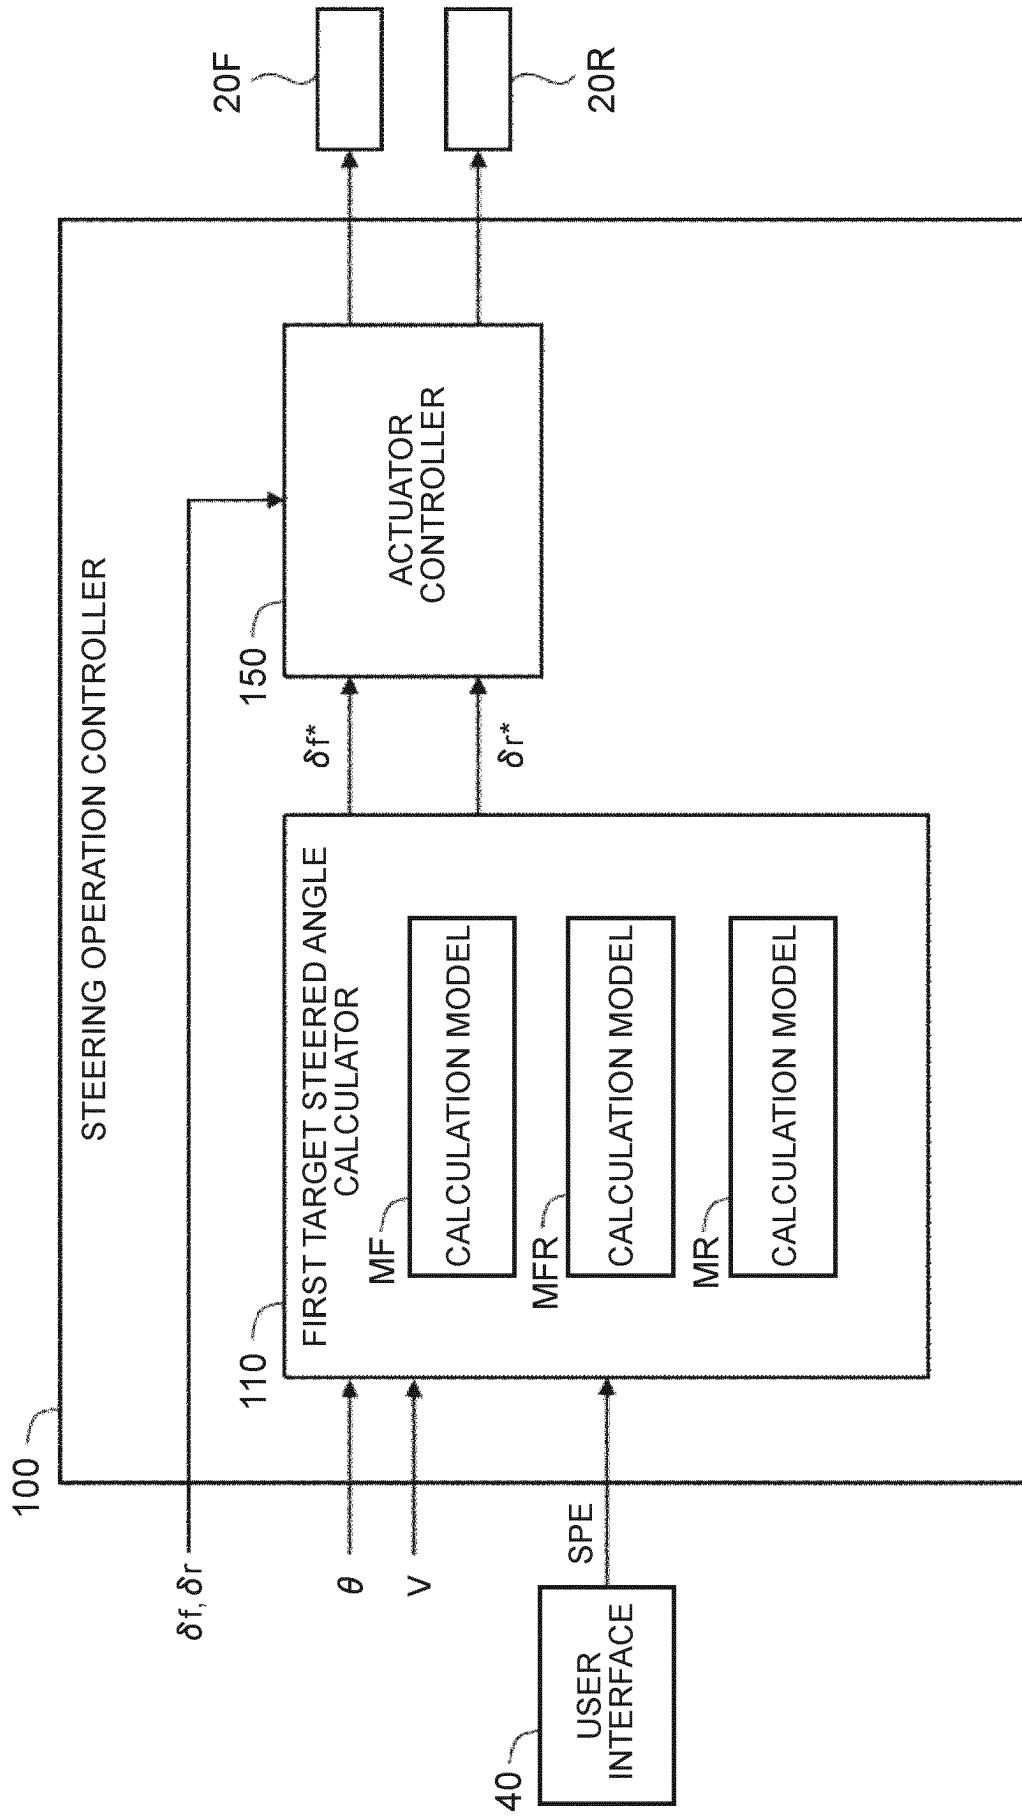 100
STEERING OPERATION CONTROLLER
δf, δr
θ
V
40
USER
INTERFACE
SPE
110
FIRST TARGET STEERED ANGLE
CALCULATOR
MF
CALCULATION MODEL
MFR
CALCULATION MODEL
MR
CALCULATION MODEL
δf*
δr*
150
ACTUATOR
CONTROLLER
20F
20R